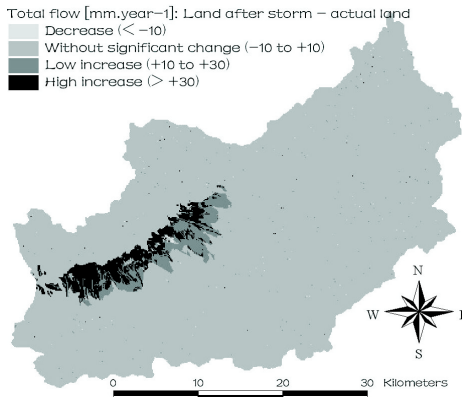 Total flow [mm.year−1]: Land after storm − actual land
Decrease (< −10)
Without significant change (−10 to +10)
Low increase (+10 to +30)
High increase (> +30)
N
W
S
0 10 20 30 Kilometers